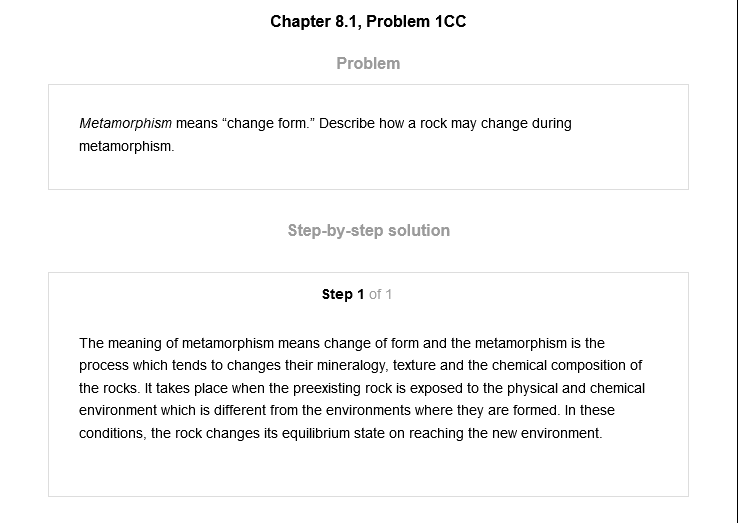 Chapter 8.1, Problem 1CC
Problem
Metamorphism means “change form.” Describe how a rock may change during
metamorphism.
Step-by-step solution
Step 1 of 1
The meaning of metamorphism means change of form and the metamorphism is the
process which tends to changes their mineralogy, texture and the chemical composition of
the rocks. It takes place when the preexisting rock is exposed to the physical and chemical
environment which is different from the environments where they are formed. In these
conditions, the rock changes its equilibrium state on reaching the new environment.